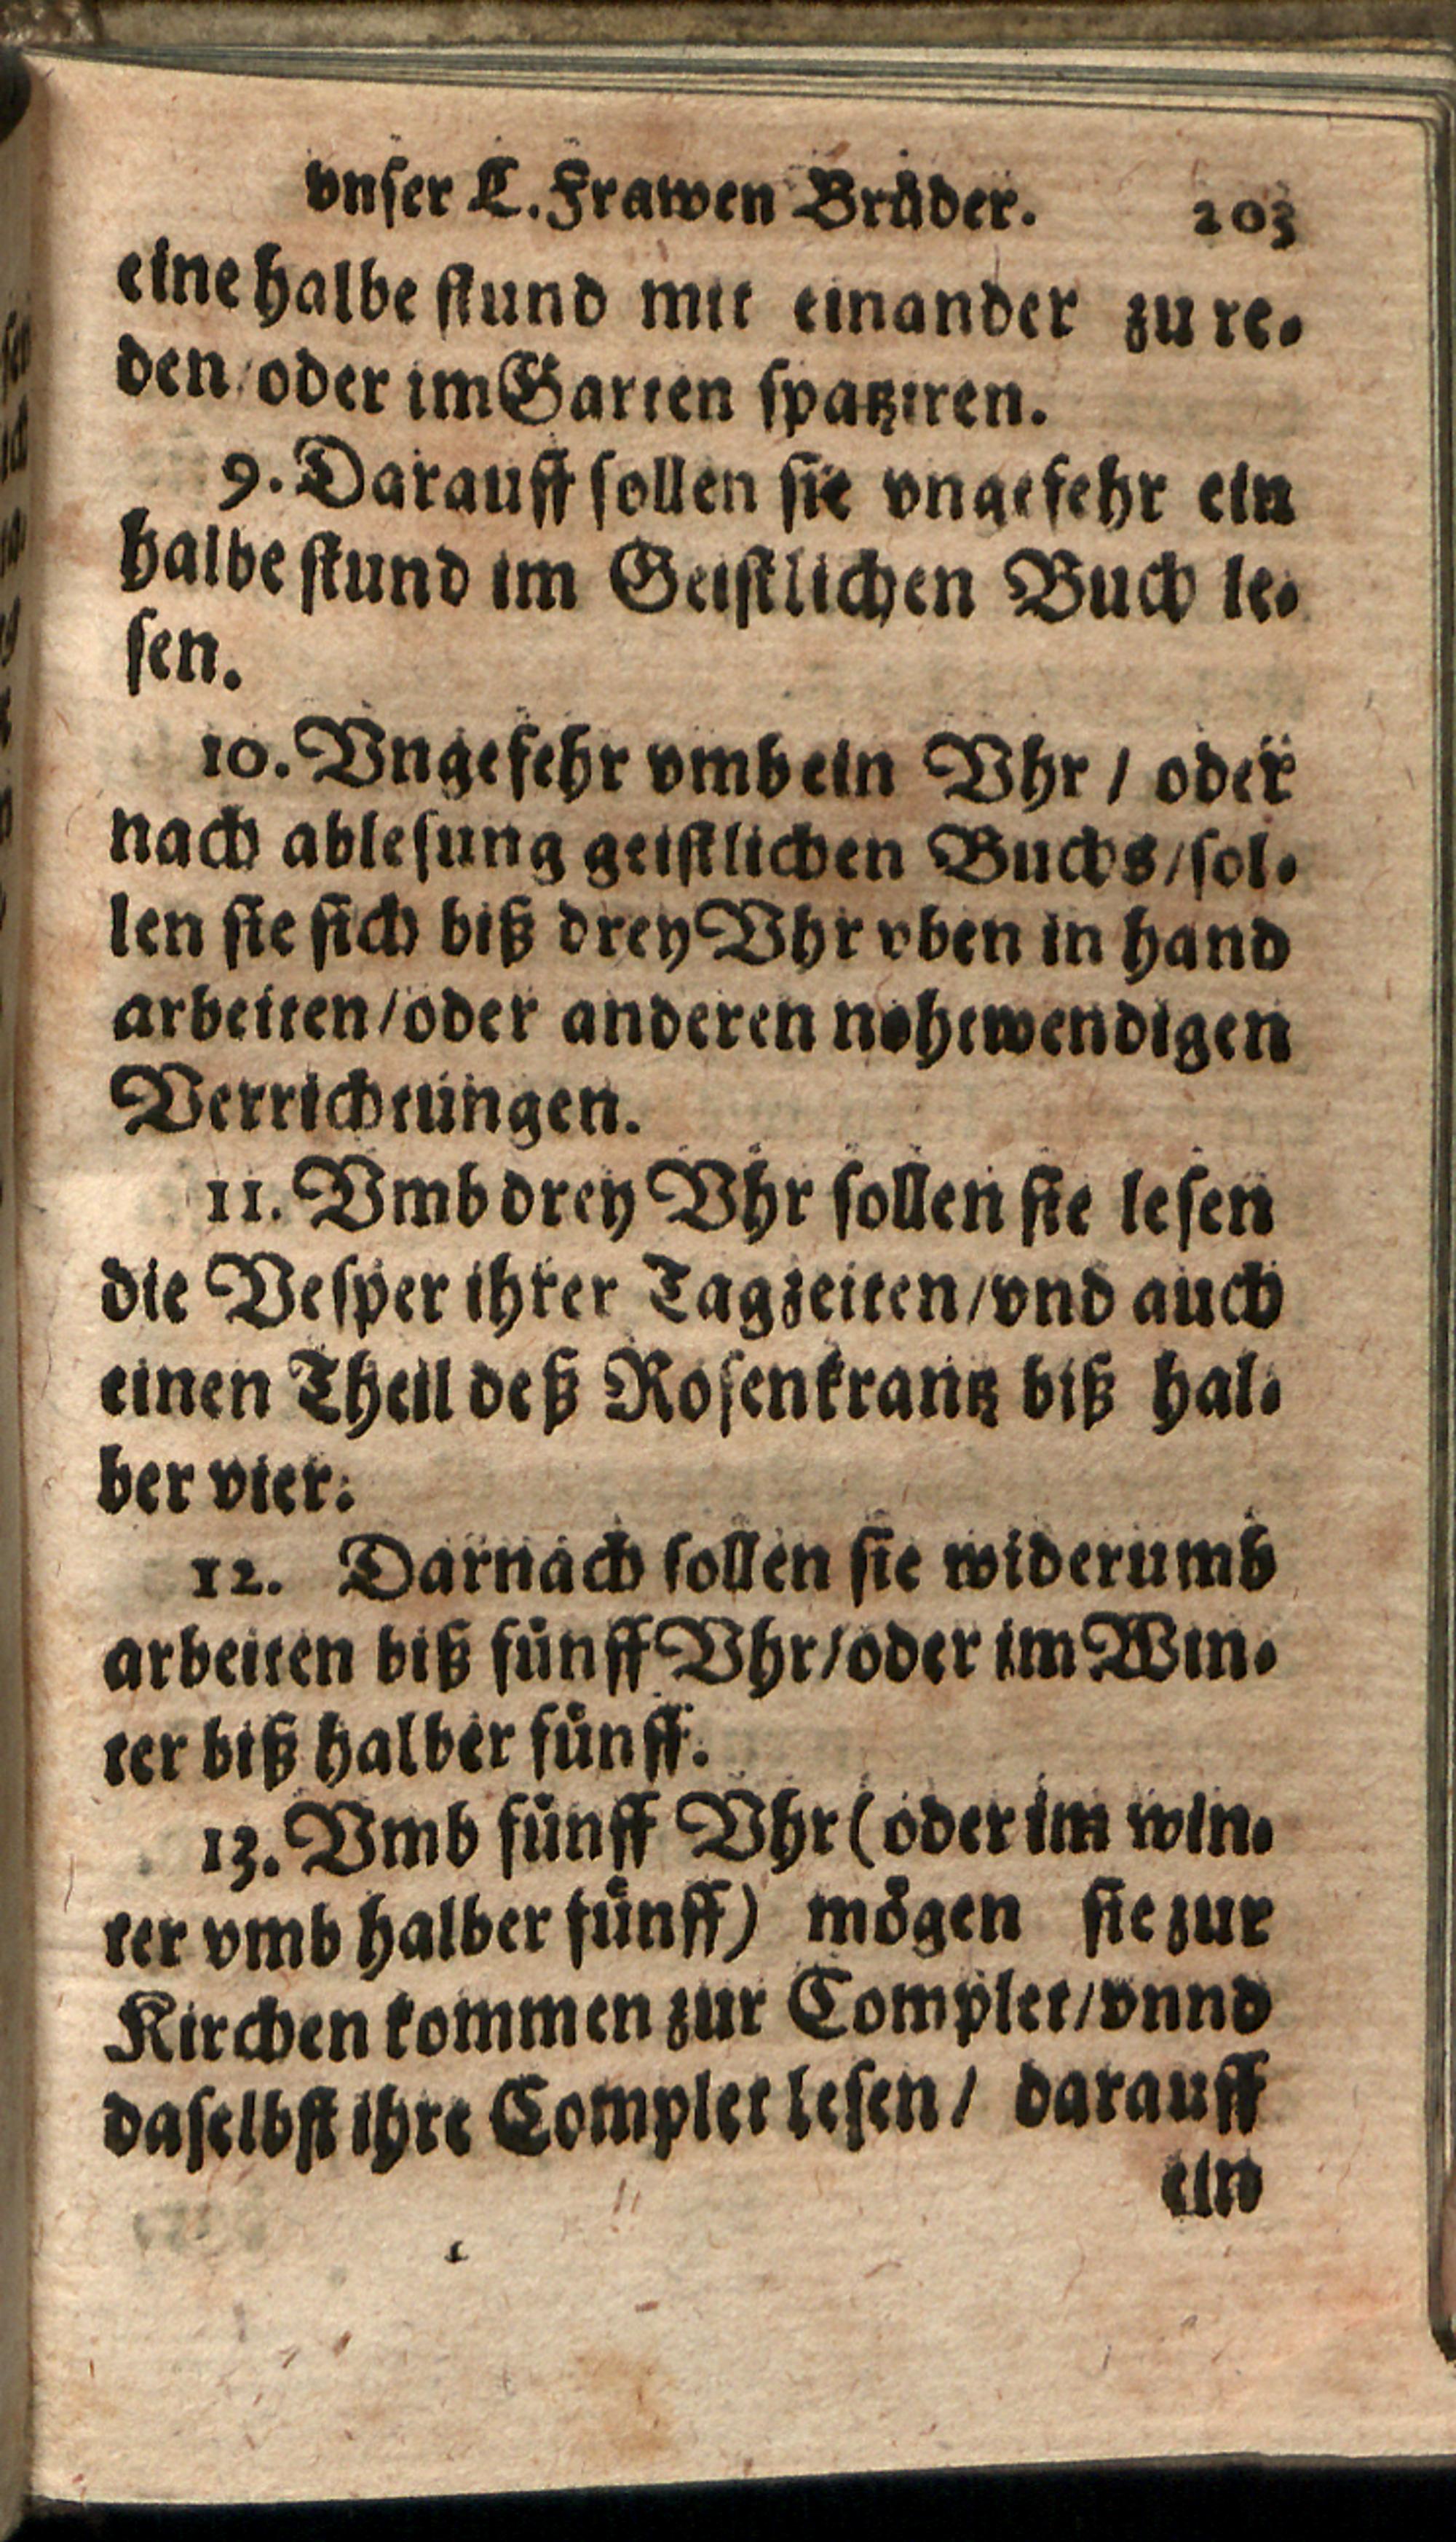 vnser L. Frawen Brüder. 203
eine halbe stund mit einander zu re-
den/oder im Garten spatziren.
9. Darauff sollen sie vngefehr ein
halbe stund im Geistlichen Buch le-
sen.
10. Vngefehr vmb ein Vhr / oder
nach ablesung geistlichen Buchs/sol-
len sie sich biß drey Vhr vben in hand
arbeiten/oder anderen nohtwendigen
Verrichtungen.
11. Vmb drey Vhr sollen sie lesen
die Vesper ihrer Tagzeiten/vnd auch
einen Theil deß Rosenkrantz biß hal-
ber vier.
12. Darnach sollen sie widerumb
arbeiten biß fünff Vhr/oder im Win-
ter biß halber fünff.
13. Vmb fünff Vhr (oder im win-
ter vmb halber fünff) mögen sie zur
Kirchen kommen zur Complet/vnnd
daselbst ihre Complet lesen / darauff
ein